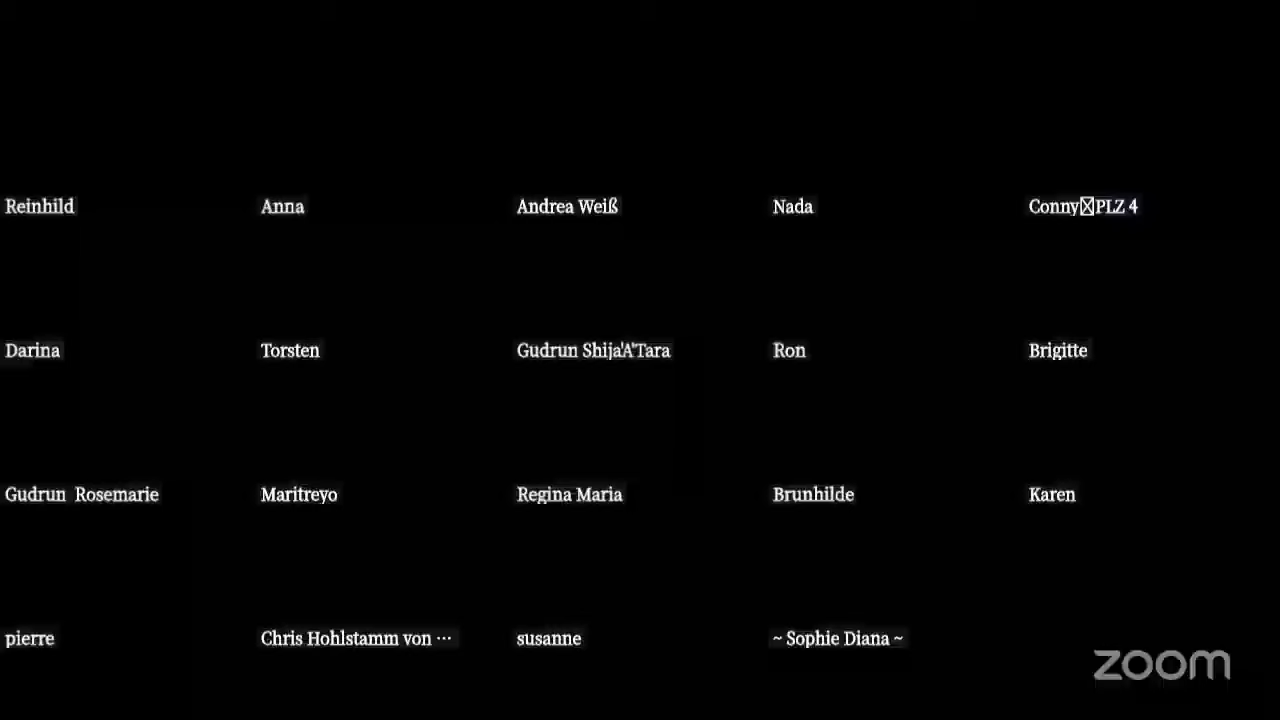 Reinhild Anna Andrea Weiß Nada Conny PLZ 4
Darina Torsten Gudrun Shija'A'Tara Ron Brigitte
Gudrun Rosemarie Maritreyo Regina Maria Brunhilde Karen
pierre Chris Hohlstamm von ⋯ susanne ~ Sophie Diana ~
zoom